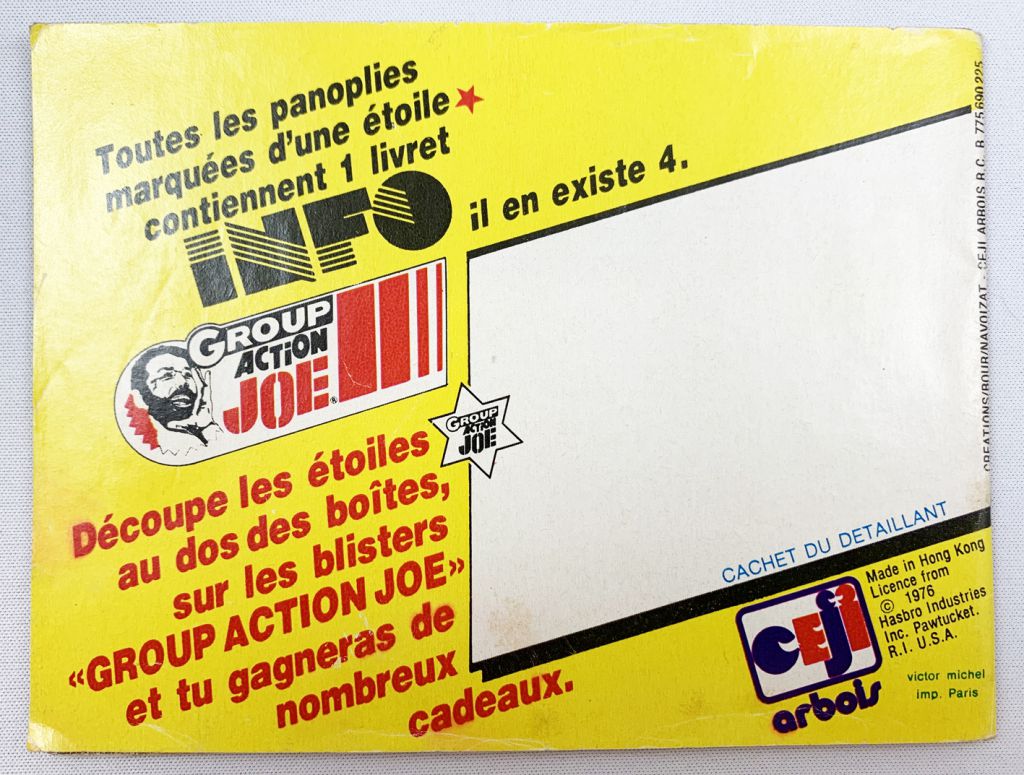 Toutes les panoplies
marquées d'une étoile
contiennent 1 livret
INFO
il en existe 4.
GROUP
ACTiON
JOE®
Découpe les étoiles
au dos des boîtes,
sur les blisters
«GROUP ACTION JOE»
et tu gagneras de
nombreux
cadeaux.
GROUP
ACTiON
JOE
CACHET DU DETAILLANT
ceji
arbois
Made in Hong Kong
Licence from
© 1976
Hasbro Industries
Inc. Pawtucket.
R.I. U.S.A.
victor michel
imp. Paris
CREATIONS/BOUR/NAVOIZAT - CEJI ARBOIS R.C. B 775 690 225